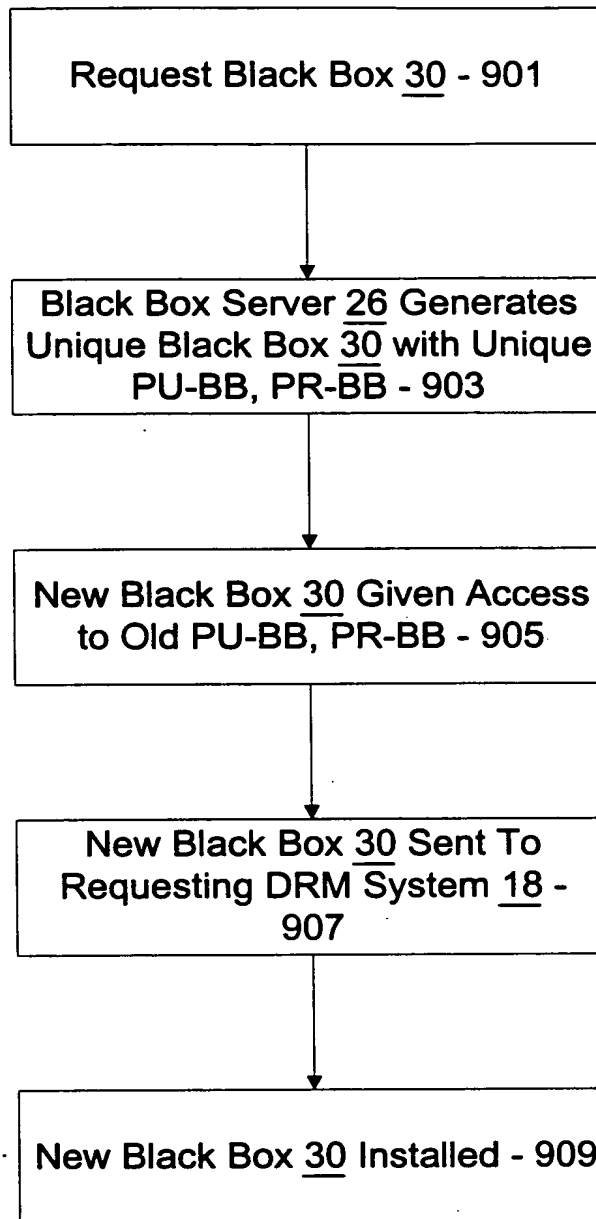 Request Black Box 30 - 901
Black Box Server 26 Generates
Unique Black Box 30 with Unique
PU-BB, PR-BB - 903
New Black Box 30 Given Access
to Old PU-BB, PR-BB - 905
New Black Box 30 Sent To
Requesting DRM System 18 -
907
New Black Box 30 Installed - 909